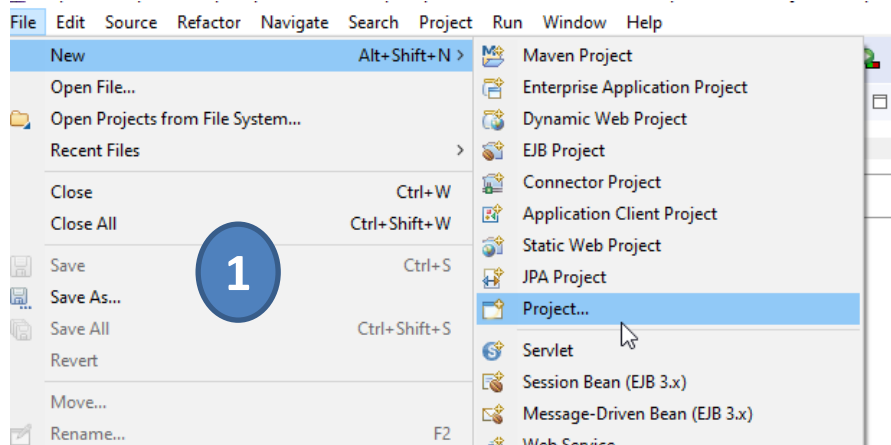 File Edit Source Refactor Navigate Search Project Run Window Help
New Alt+Shift+N >
Open File...
Open Projects from File System...
Recent Files >
Close Ctrl+W
Close All Ctrl+Shift+W
Save Ctrl+S
Save As...
Save All Ctrl+Shift+S
Revert
Move...
Rename... F2
1
Maven Project
Enterprise Application Project
Dynamic Web Project
EJB Project
Connector Project
Application Client Project
Static Web Project
JPA Project
Project...
Servlet
Session Bean (EJB 3.x)
Message-Driven Bean (EJB 3.x)
Web Service